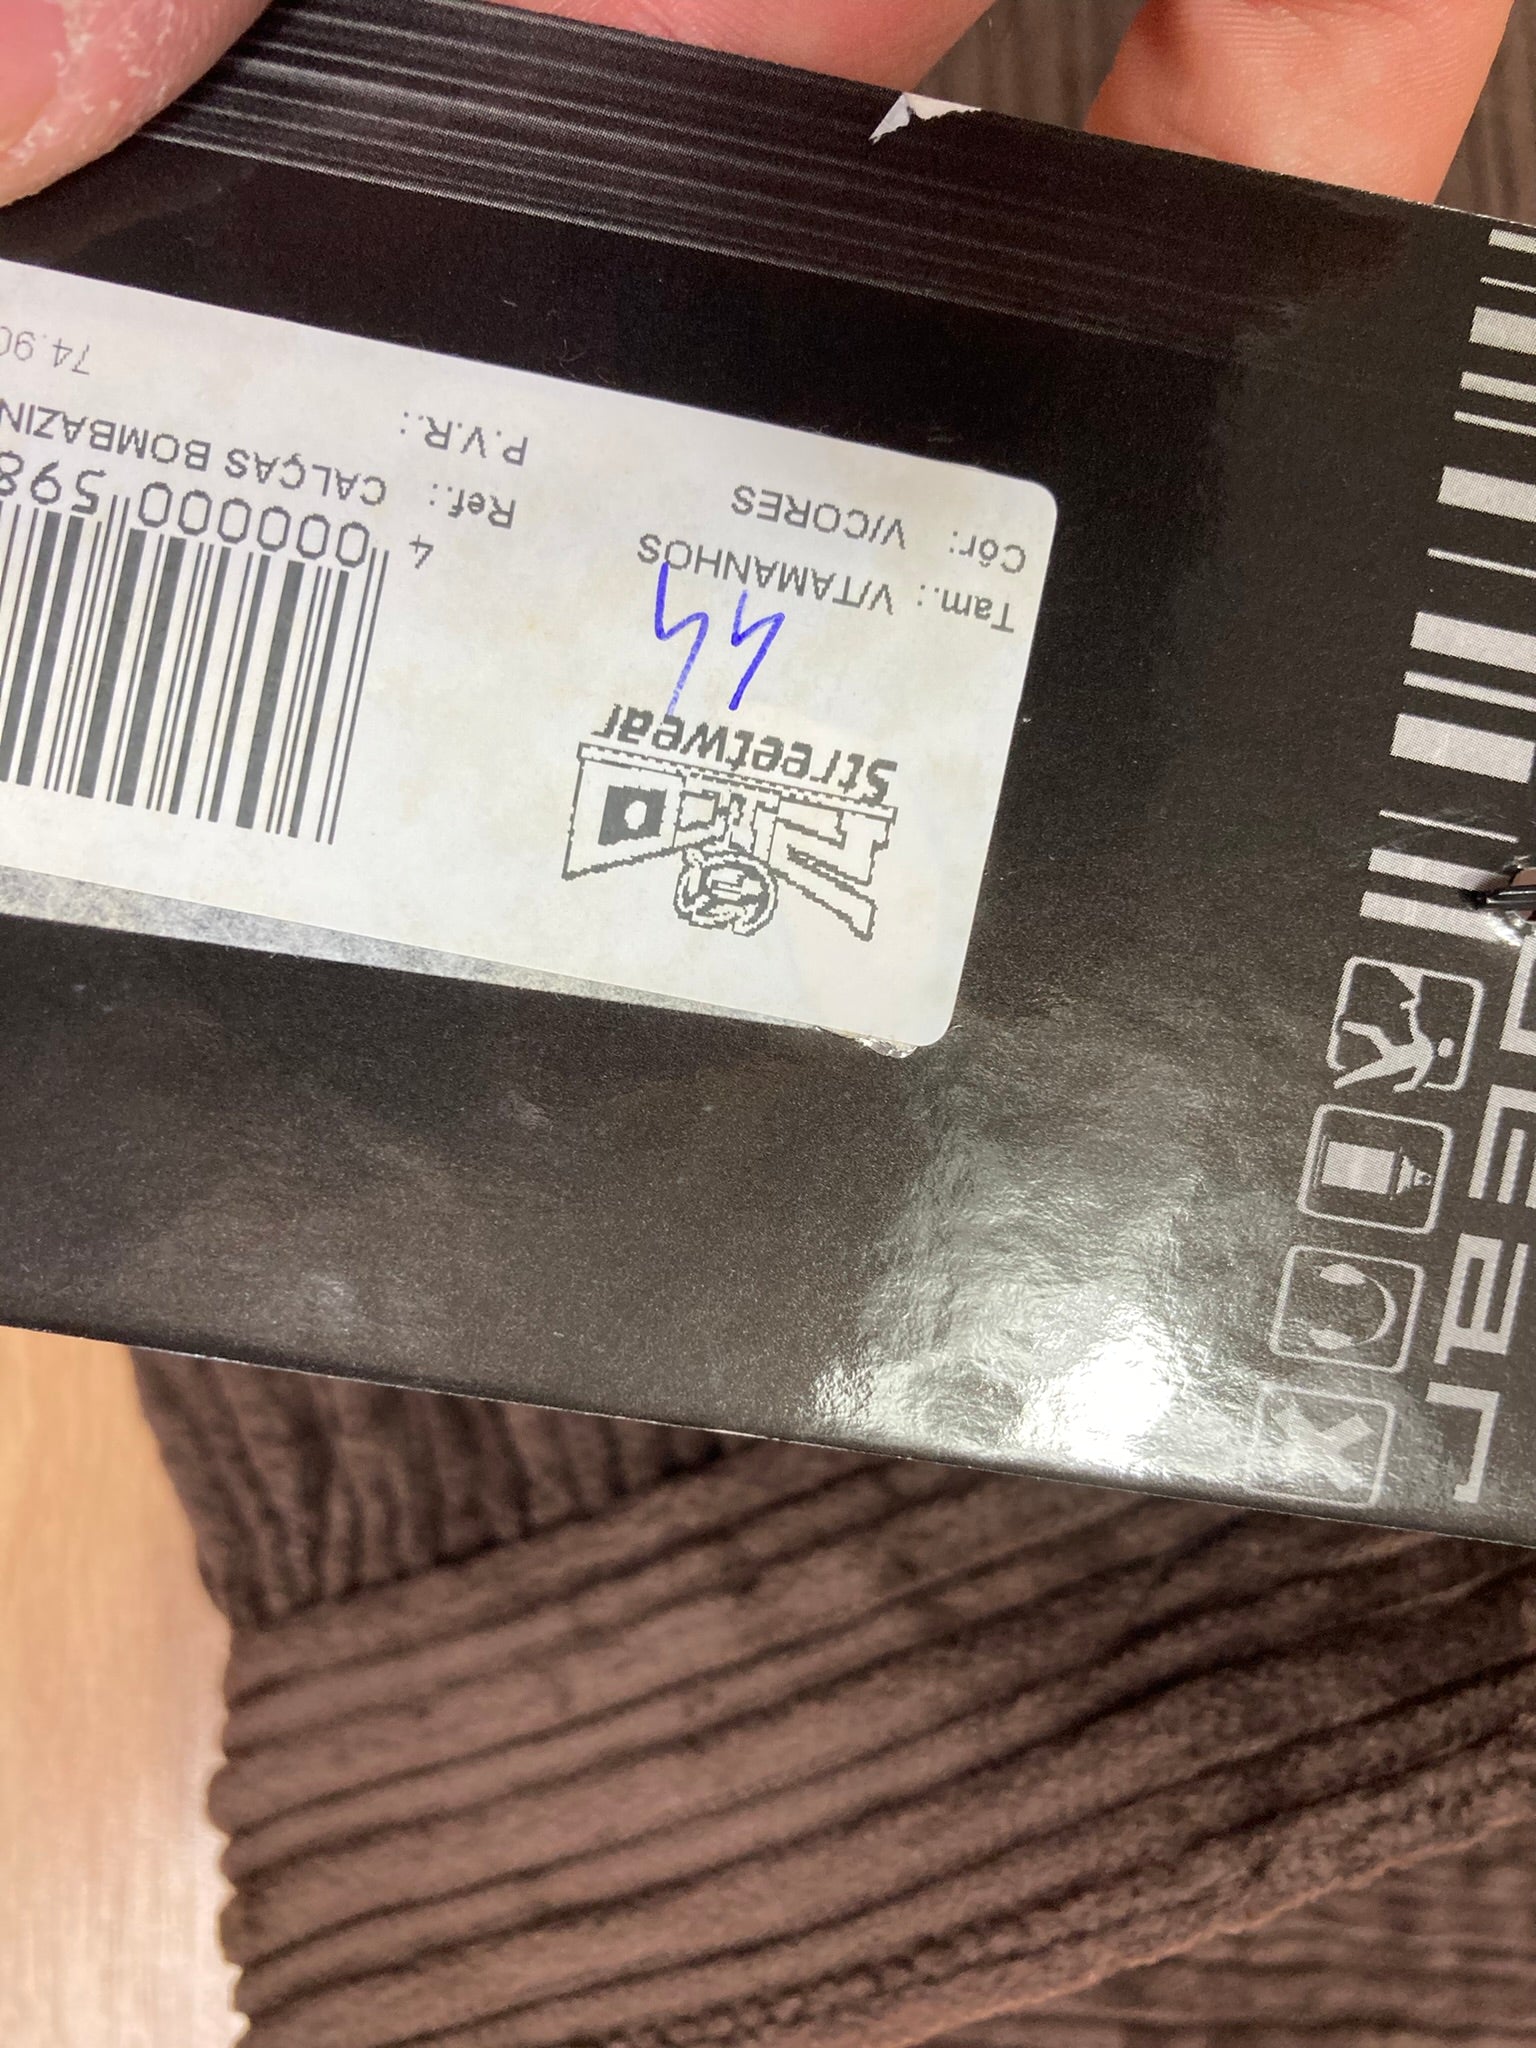 Streetwear
44
Tam.: V/TAMANHOS
Côr: V/CORES
4 000000 598
Ref.: CALÇAS BOMBAZIN
P.V.R.: 74.90